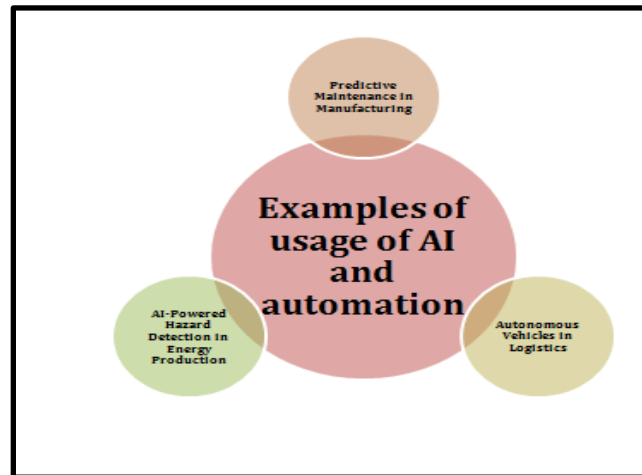 Predictive
Maintenance in
Manufacturing
Examples of
usage of AI
and
automation
AI-Powered
Hazard
Detection in
Energy
Production
Autonomous
Vehicles in
Logistics